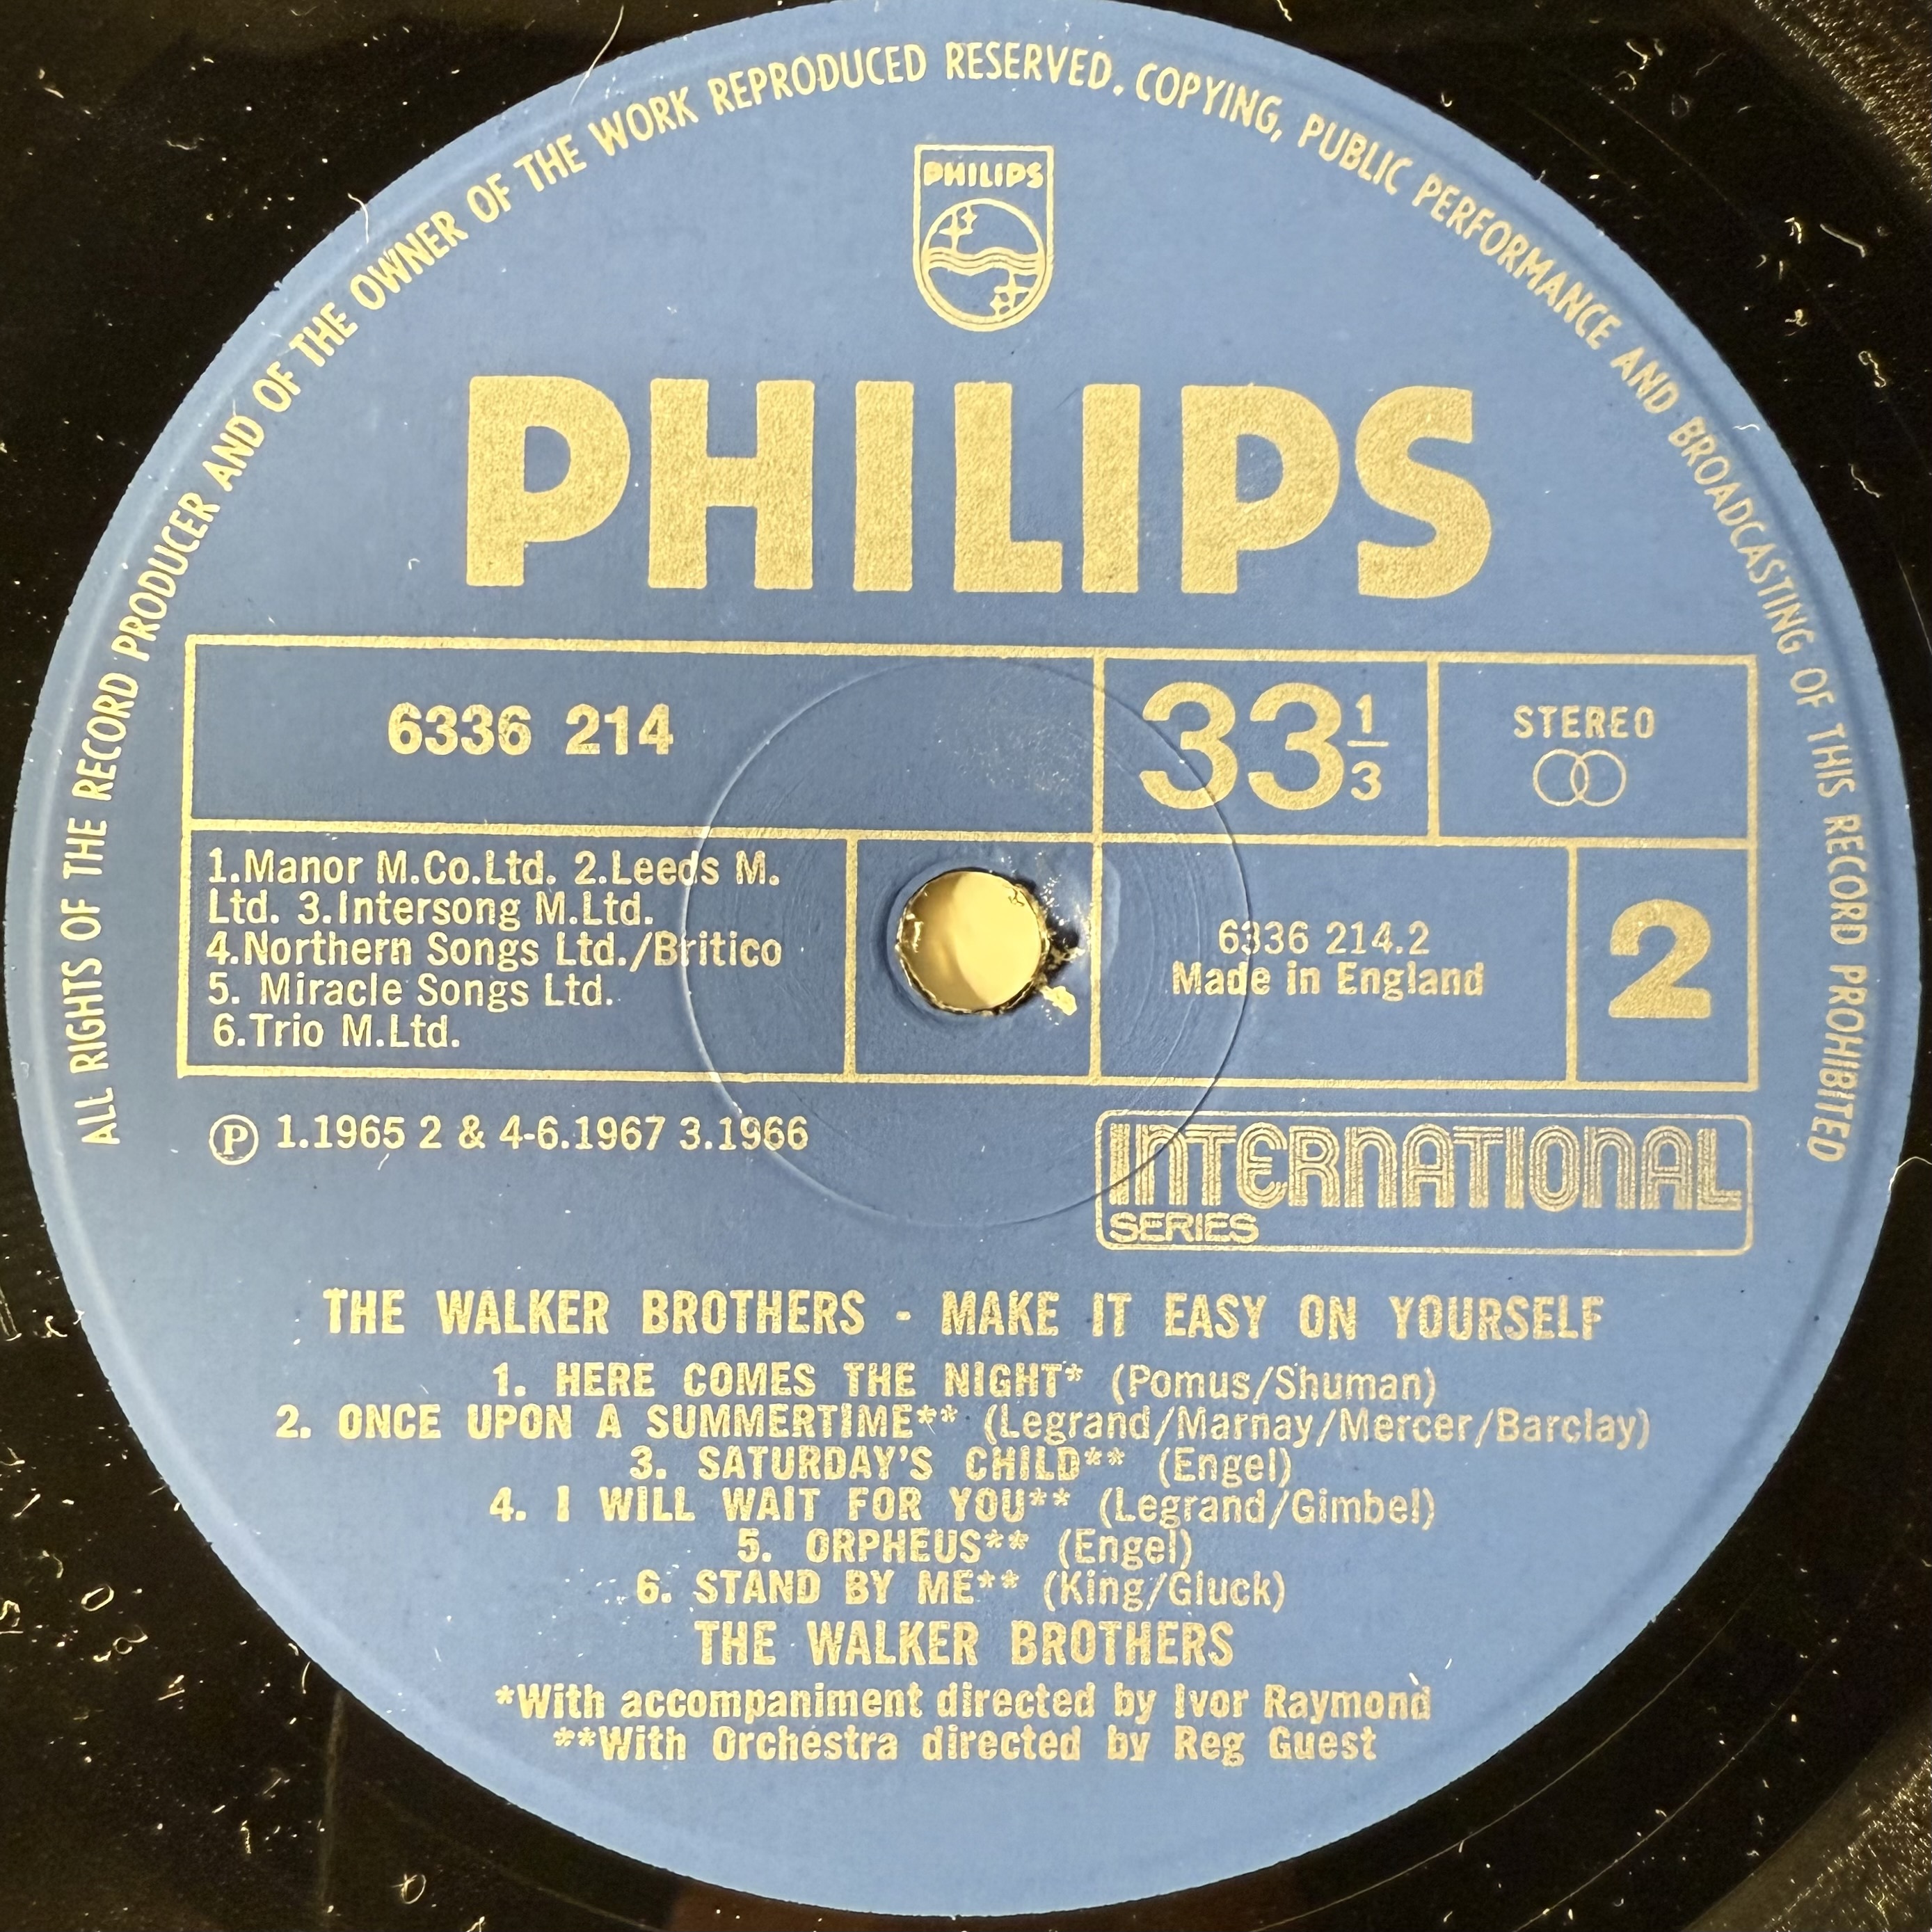 ALL RIGHTS OF THE RECORD PRODUCER AND OF THE OWNER OF THE WORK REPRODUCED RESERVED. COPYING, PUBLIC PERFORMANCE AND BROADCASTING OF THIS RECORD PROHIBITED
PHILIPS
PHILIPS
6336 214
33 1/3
STEREO
1.Manor M.Co.Ltd. 2.Leeds M.
Ltd. 3.Intersong M.Ltd.
4.Northern Songs Ltd./Britico
5. Miracle Songs Ltd.
6.Trio M.Ltd.
6336 214.2
Made in England
2
Ⓟ 1.1965 2 & 4-6.1967 3.1966
INTERNATIONAL
SERIES
THE WALKER BROTHERS - MAKE IT EASY ON YOURSELF
1. HERE COMES THE NIGHT* (Pomus/Shuman)
2. ONCE UPON A SUMMERTIME** (Legrand/Marnay/Mercer/Barclay)
3. SATURDAY'S CHILD** (Engel)
4. I WILL WAIT FOR YOU** (Legrand/Gimbel)
5. ORPHEUS** (Engel)
6. STAND BY ME** (King/Gluck)
THE WALKER BROTHERS
*With accompaniment directed by Ivor Raymond
**With Orchestra directed by Reg Guest